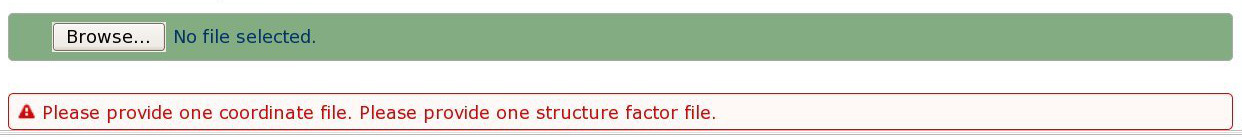 Browse... No file selected.
Please provide one coordinate file. Please provide one structure factor file.